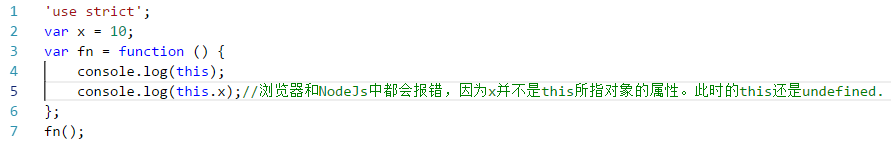 1 'use strict';
2 var x = 10;
3 var fn = function () {
4 console.log(this);
5 console.log(this.x);//浏览器和NodeJs中都会报错，因为x并不是this所指对象的属性。此时的this还是undefined.
6 };
7 fn();